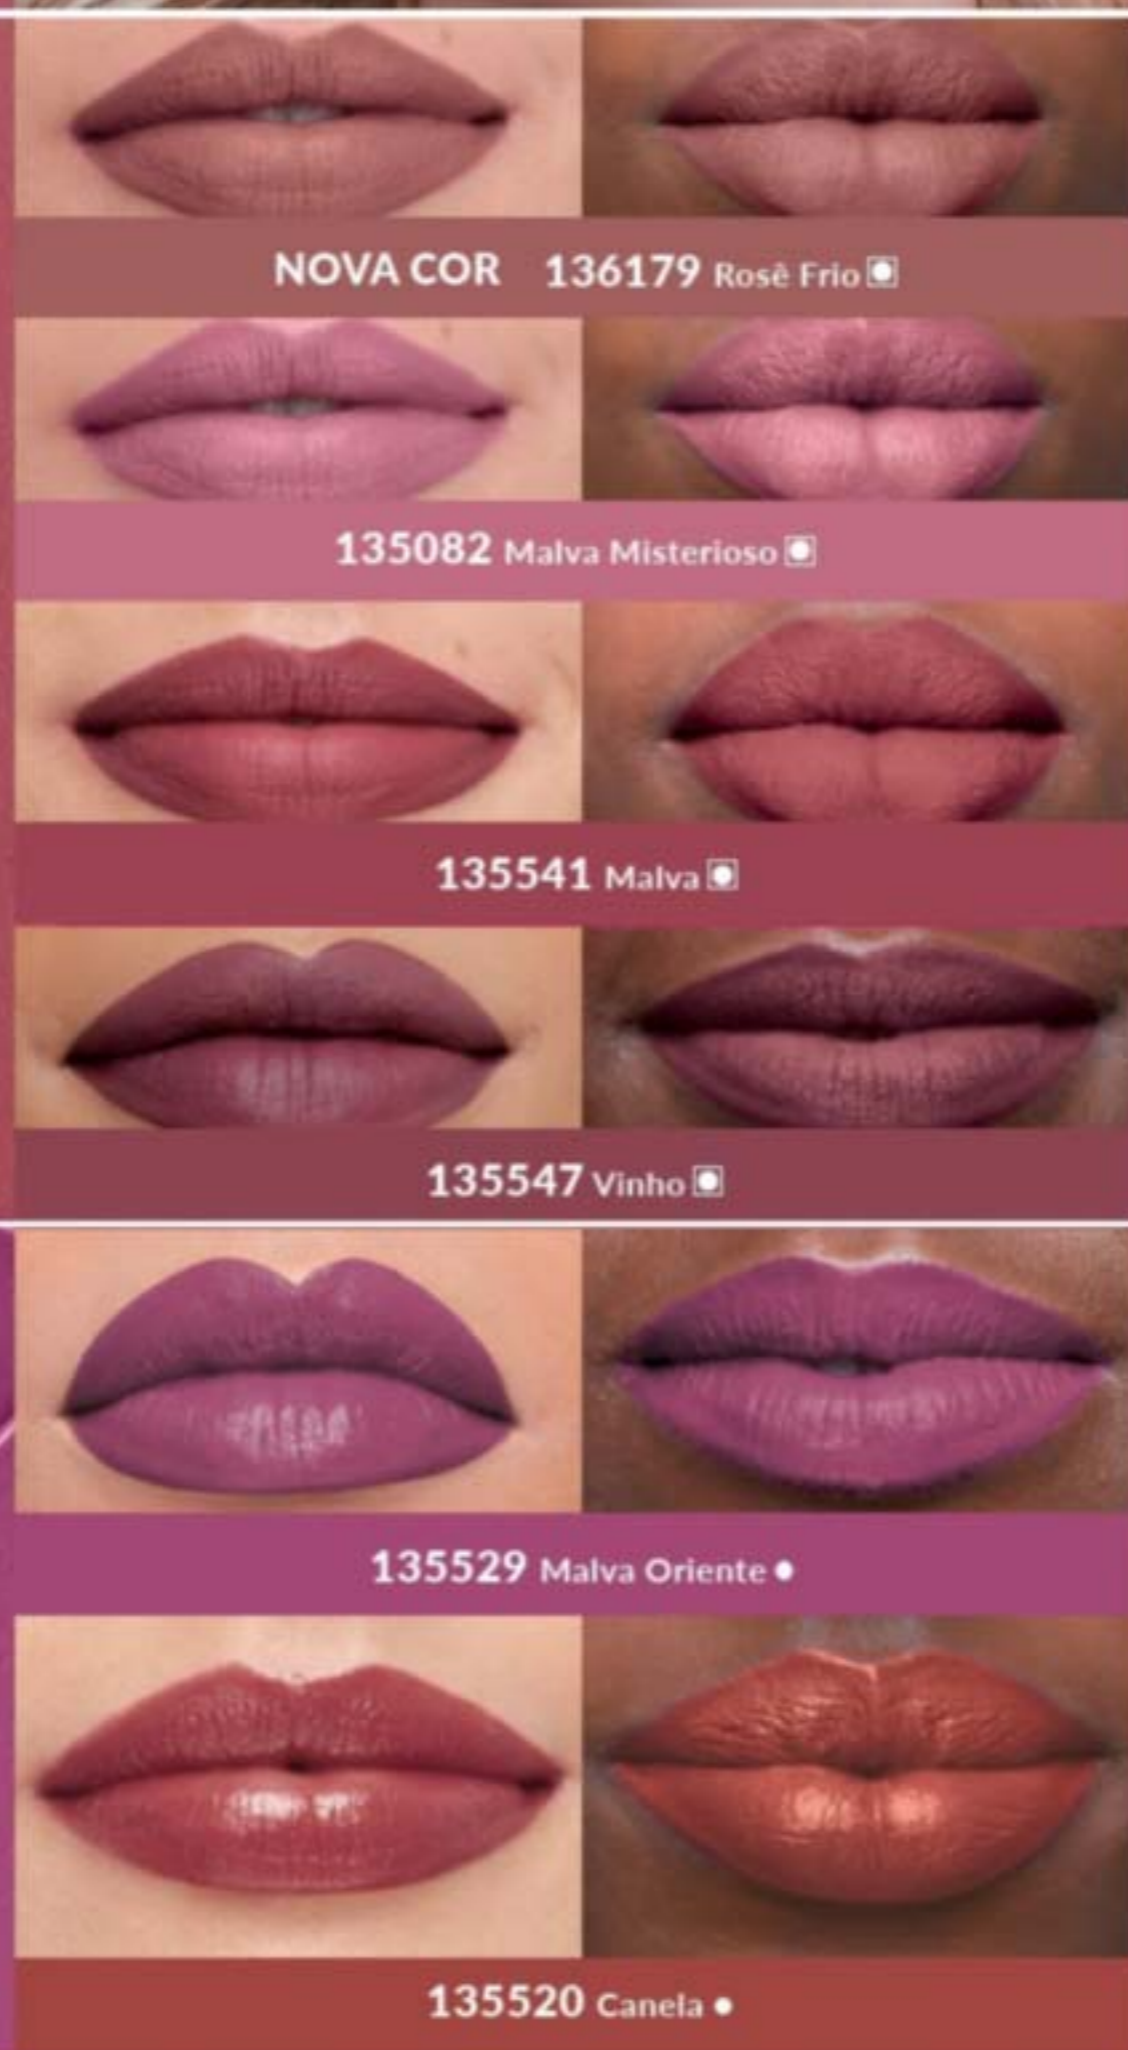 NOVA COR 136179 Rosê Frio
135082 Malva Misterioso
135541 Malva
135547 Vinho
135529 Malva Oriente
135520 Canela